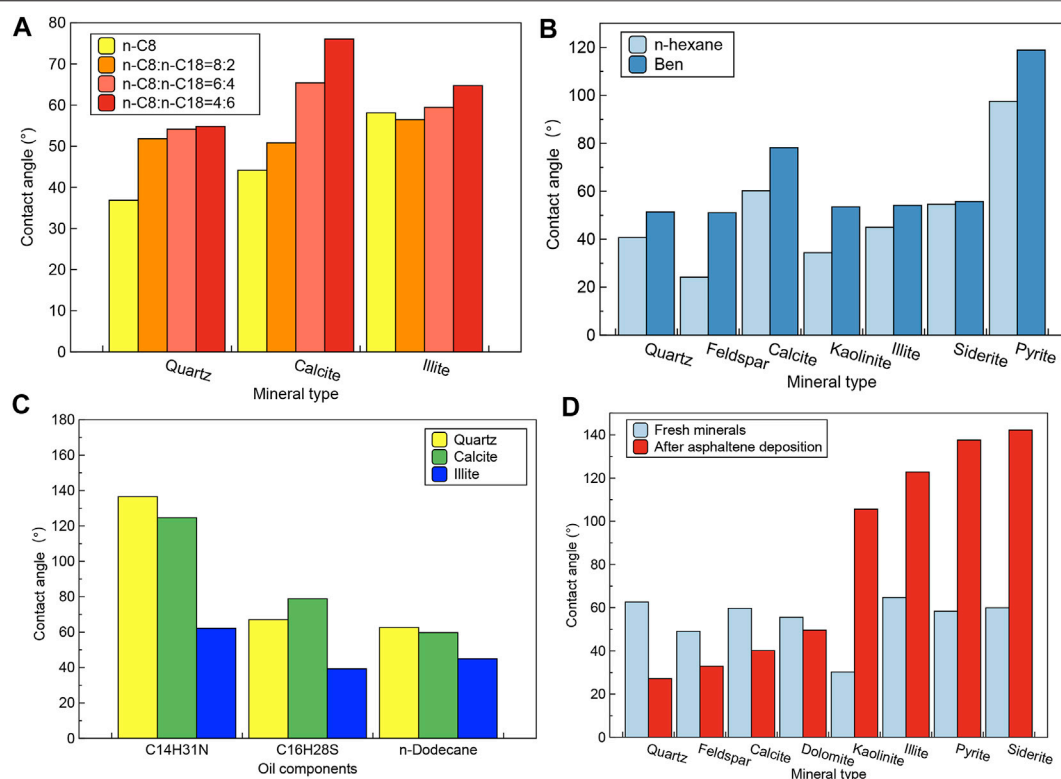 A
n-C8
n-C8:n-C18=8:2
n-C8:n-C18=6:4
n-C8:n-C18=4:6
Contact angle (°)
80
70
60
50
40
30
20
10
0
Quartz
Calcite
Illite
Mineral type
B
n-hexane
Ben
Contact angle (°)
120
100
80
60
40
20
0
Quartz
Feldspar
Calcite
Kaolinite
Illite
Siderite
Pyrite
Mineral type
C
Quartz
Calcite
Illite
Contact angle (°)
180
160
140
120
100
80
60
40
20
0
C14H31N
C16H28S
n-Dodecane
Oil components
D
Fresh minerals
After asphaltene deposition
Contact angle (°)
140
120
100
80
60
40
20
0
Quartz
Feldspar
Calcite
Dolomite
Kaolinite
Illite
Pyrite
Siderite
Mineral type